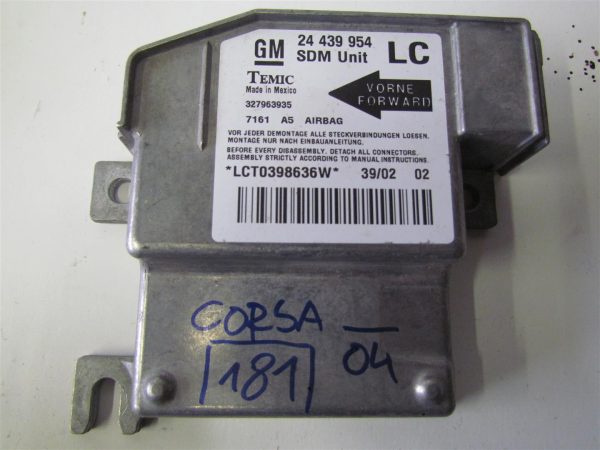 GM 24 439 954 LC
SDM Unit
TEMIC
Made in Mexico
VORNE
FORWARD
327963935
7161 A5 AIRBAG
VOR JEDER DEMONTAGE ALLE STECKVERBINDUNGEN LOESEN.
MONTAGE NUR NACH EINBAUANLEITUNG.
BEFORE EVERY DISASSEMBLY. DETACH ALL CONNECTORS.
ASSEMBLY STRICTLY ACCORDING TO MANUAL INSTRUCTIONS.
*LCT0398636W* 39/02 02
CORSA _
181 04